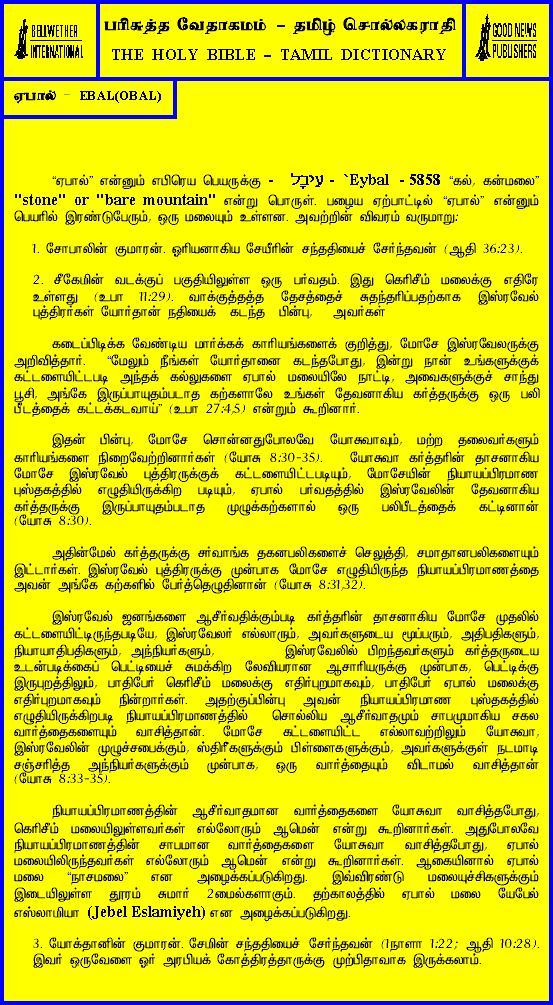 BELLWETHER
INTERNATIONAL
பரிசுத்த வேதாகமம் - தமிழ் சொல்லகராதி
THE HOLY BIBLE - TAMIL DICTIONARY
GOOD NEWS
PUBLISHERS
ஏபால் - EBAL(OBAL)
“ஏபால்” என்னும் எபிரெய பெயருக்கு - עיבל - `Eybal - 5858 “கல், கன்மலை”
"stone" or "bare mountain" என்று பொருள். பழைய ஏற்பாட்டில் “ஏபால்” என்னும்
பெயரில் இரண்டுபேரும், ஒரு மலையும் உள்ளன. அவற்றின் விவரம் வருமாறு:
1. சோபாலின் குமாரன். ஓரியனாகிய சேயீரின் சந்ததியைச் சேர்ந்தவன் (ஆதி 36:23).
2. சீகேமின் வடக்குப் பகுதியிலுள்ள ஒரு பர்வதம். இது கெரிசீம் மலைக்கு எதிரே
உள்ளது (உபா 11:29). வாக்குத்தத்த தேசத்தைச் சுதந்தரிப்பதற்காக இஸ்ரவேல்
புத்திரர்கள் யோர்தான் நதியைக் கடந்த பின்பு, அவர்கள்
கடைப்பிடிக்க வேண்டிய மார்க்கக் காரியங்களைக் குறித்து, மோசே இஸ்ரவேலருக்கு
அறிவித்தார். “மேலும் நீங்கள் யோர்தானை கடந்தபோது, இன்று நான் உங்களுக்குக்
கட்டளையிட்டபடி அந்தக் கல்லுகளை ஏபால் மலையிலே நாட்டி, அவைகளுக்குச் சாந்து
பூசி, அங்கே இருப்பாயுதம்படாத கற்களாலே உங்கள் தேவனாகிய கர்த்தருக்கு ஒரு பலி
பீடத்தைக் கட்டக்கடவாய்” (உபா 27:4,5) என்றும் கூறினார்.
இதன் பின்பு, மோசே சொன்னதுபோலவே யோசுவாவும், மற்ற தலைவர்களும்
காரியங்களை நிறைவேற்றினார்கள் (யோசு 8:30-35). யோசுவா கர்த்தரின் தாசனாகிய
மோசே இஸ்ரவேல் புத்திரருக்குக் கட்டளையிட்டபடியும், மோசேயின் நியாயப்பிரமாண
புஸ்தகத்தில் எழுதியிருக்கிற படியும், ஏபால் பர்வதத்தில் இஸ்ரவேலின் தேவனாகிய
கர்த்தருக்கு இருப்பாயுதம்படாத முழுக்கற்களால் ஒரு பலிபீடத்தைக் கட்டினான்
(யோசு 8:30).
அதின்மேல் கர்த்தருக்கு சர்வாங்க தகனபலிகளைச் செலுத்தி, சமாதானபலிகளையும்
இட்டார்கள். இஸ்ரவேல் புத்திரருக்கு முன்பாக மோசே எழுதியிருந்த நியாயப்பிரமாணத்தை
அவன் அங்கே கற்களில் பேர்த்தெழுதினான் (யோசு 8:31,32).
இஸ்ரவேல் ஜனங்களை ஆசீர்வதிக்கும்படி கர்த்தரின் தாசனாகிய மோசே முதலில்
கட்டளையிட்டிருந்தபடியே, இஸ்ரவேலர் எல்லாரும், அவர்களுடைய மூப்பரும், அதிபதிகளும்,
நியாயாதிபதிகளும், அந்நியர்களும், இஸ்ரவேலில் பிறந்தவர்களும் கர்த்தருடைய
உடன்படிக்கைப் பெட்டியைச் சுமக்கிற லேவியரான ஆசாரியருக்கு முன்பாக, பெட்டிக்கு
இருபுறத்திலும், பாதிபேர் கெரிசீம் மலைக்கு எதிர்புறமாகவும், பாதிபேர் ஏபால் மலைக்கு
எதிர்புறமாகவும் நின்றார்கள். அதற்குப்பின்பு அவன் நியாயப்பிரமாண புஸ்தகத்தில்
எழுதியிருக்கிறபடி நியாயப்பிரமாணத்தில் சொல்லிய ஆசீர்வாதமும் சாபமுமாகிய சகல
வார்த்தைகளையும் வாசித்தான். மோசே கட்டளையிட்ட எல்லாவற்றிலும் யோசுவா,
இஸ்ரவேலின் முழுச்சபைக்கும், ஸ்திரீகளுக்கும் பிள்ளைகளுக்கும், அவர்களுக்குள் நடமாடி
சஞ்சரித்த அந்நியர்களுக்கும் முன்பாக, ஒரு வார்த்தையும் விடாமல் வாசித்தான்
(யோசு 8:33-35).
நியாயப்பிரமாணத்தின் ஆசீர்வாதமான வார்த்தைகளை யோசுவா வாசித்தபோது,
கெரிசீம் மலையிலுள்ளவர்கள் எல்லோரும் ஆமென் என்று கூறினார்கள். அதுபோலவே
நியாயப்பிரமாணத்தின் சாபமான வார்த்தைகளை யோசுவா வாசித்தபோது, ஏபால்
மலையிலிருந்தவர்கள் எல்லோரும் ஆமென் என்று கூறினார்கள். ஆகையினால் ஏபால்
மலை “நாசமலை” என அழைக்கப்படுகிறது. இவ்விரண்டு மலையுச்சிகளுக்கும்
இடையிலுள்ள தூரம் சுமார் 2மைல்களாகும். தற்காலத்தில் ஏபால் மலை யேபேல்
எஸ்லாமியா (Jebel Eslamiyeh) என அழைக்கப்படுகிறது.
3. யோக்தானின் குமாரன். சேமின் சந்ததியைச் சேர்ந்தவன் (1நாளா 1:22; ஆதி 10:28).
இவர் ஒருவேளை ஓர் அரபியக் கோத்திரத்தாருக்கு முற்பிதாவாக இருக்கலாம்.